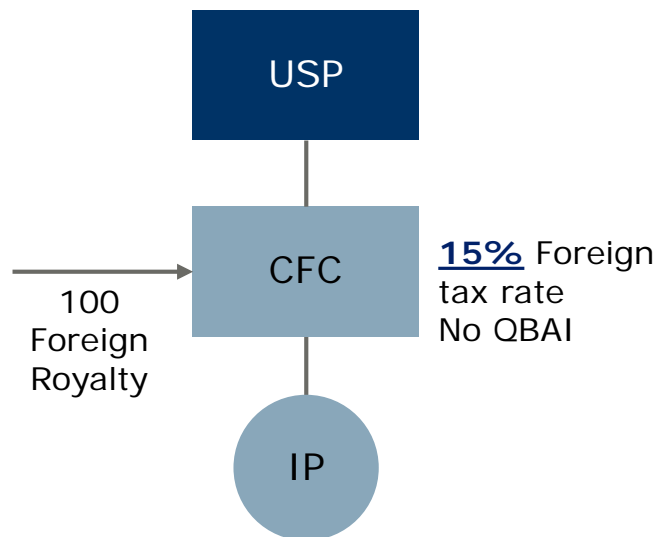 USP
CFC
15% Foreign
tax rate
No QBAI
100
Foreign
Royalty
IP